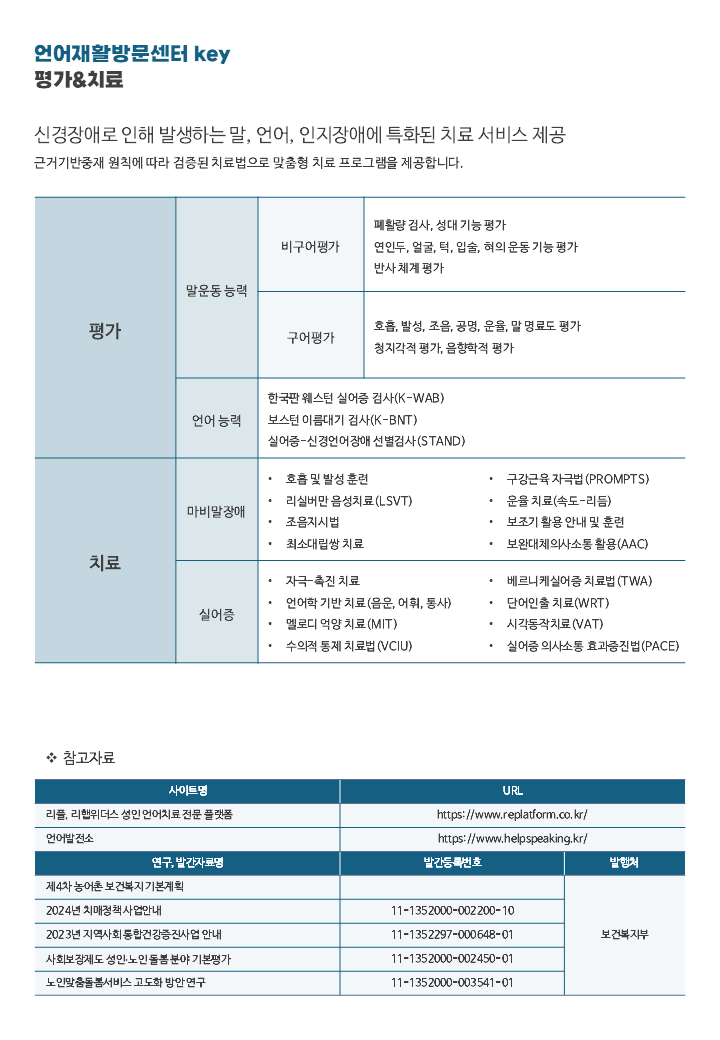 언어재활방문센터 key
평가&치료
신경장애로 인해 발생하는 말, 언어, 인지장애에 특화된 치료 서비스 제공
근거기반중재 원칙에 따라 검증된 치료법으로 맞춤형 치료 프로그램을 제공합니다.
평가
말운동 능력
비구어평가
폐활량 검사, 성대 기능 평가
연인두, 얼굴, 턱, 입술, 혀의 운동 기능 평가
반사 체계 평가
구어평가
호흡, 발성, 조음, 공명, 운율, 말 명료도 평가
청지각적 평가, 음향학적 평가
언어 능력
한국판 웨스턴 실어증 검사(K-WAB)
보스턴 이름대기 검사(K-BNT)
실어증-신경언어장애 선별검사(STAND)
치료
마비말장애
• 호흡 및 발성 훈련
• 리실버만 음성치료(LSVT)
• 조음지시법
• 최소대립쌍 치료
• 구강근육 자극법(PROMPTS)
• 운율 치료(속도-리듬)
• 보조기 활용 안내 및 훈련
• 보완대체의사소통 활용(AAC)
실어증
• 자극-촉진 치료
• 언어학 기반 치료(음운, 어휘, 통사)
• 멜로디 억양 치료(MIT)
• 수의적 통제 치료법(VCIU)
• 베르니케실어증 치료법(TWA)
• 단어인출 치료(WRT)
• 시각동작치료(VAT)
• 실어증 의사소통 효과증진법(PACE)
❖ 참고자료
사이트명 URL
리플, 리햅위더스 성인 언어치료 전문 플랫폼 https://www.replatform.co.kr/
언어발전소 https://www.helpspeaking.kr/
연구, 발간자료명 발간등록번호 발행처
제4차 농어촌 보건복지 기본계획
2024년 치매정책 사업안내 11-1352000-002200-10
2023년 지역사회 통합건강증진사업 안내 11-1352297-000648-01
보건복지부
사회보장제도 성인·노인 돌봄 분야 기본평가 11-1352000-002450-01
노인맞춤돌봄서비스 고도화 방안 연구 11-1352000-003541-01